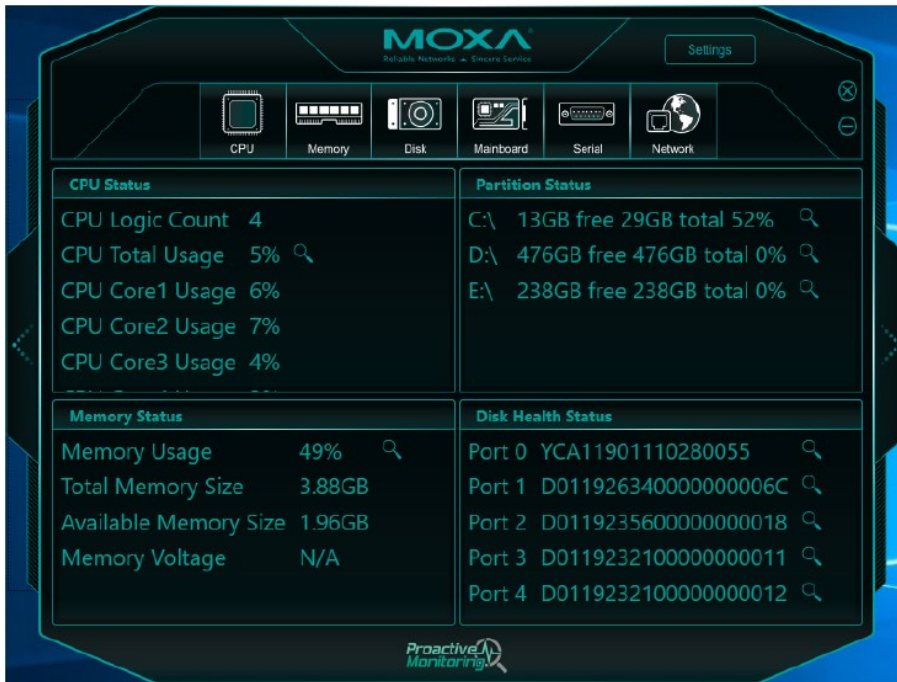 MOXA
Reliable Networks Sincere Service
Settings
CPU
Memory
Disk
Mainboard
Serial
Network
CPU Status
CPU Logic Count 4
CPU Total Usage 5%
CPU Core1 Usage 6%
CPU Core2 Usage 7%
CPU Core3 Usage 4%
Partition Status
C:\ 13GB free 29GB total 52%
D:\ 476GB free 476GB total 0%
E:\ 238GB free 238GB total 0%
Memory Status
Memory Usage 49%
Total Memory Size 3.88GB
Available Memory Size 1.96GB
Memory Voltage N/A
Disk Health Status
Port 0 YCA11901110280055
Port 1 D011926340000000006C
Port 2 D0119235600000000018
Port 3 D0119232100000000011
Port 4 D0119232100000000012
Proactive
Monitoring